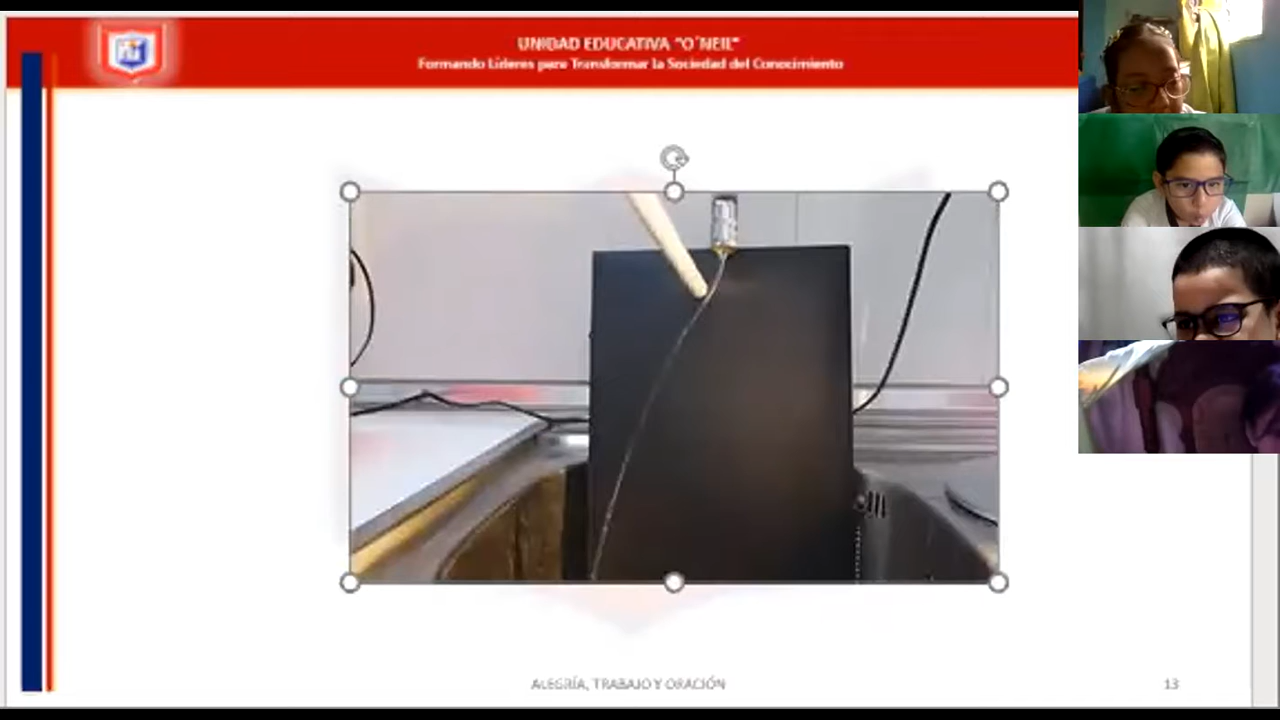 UNIDAD EDUCATIVA "O´NEIL"
Formando Líderes para Transformar la Sociedad del Conocimiento
ALEGRÍA, TRABAJO Y ORACIÓN
13